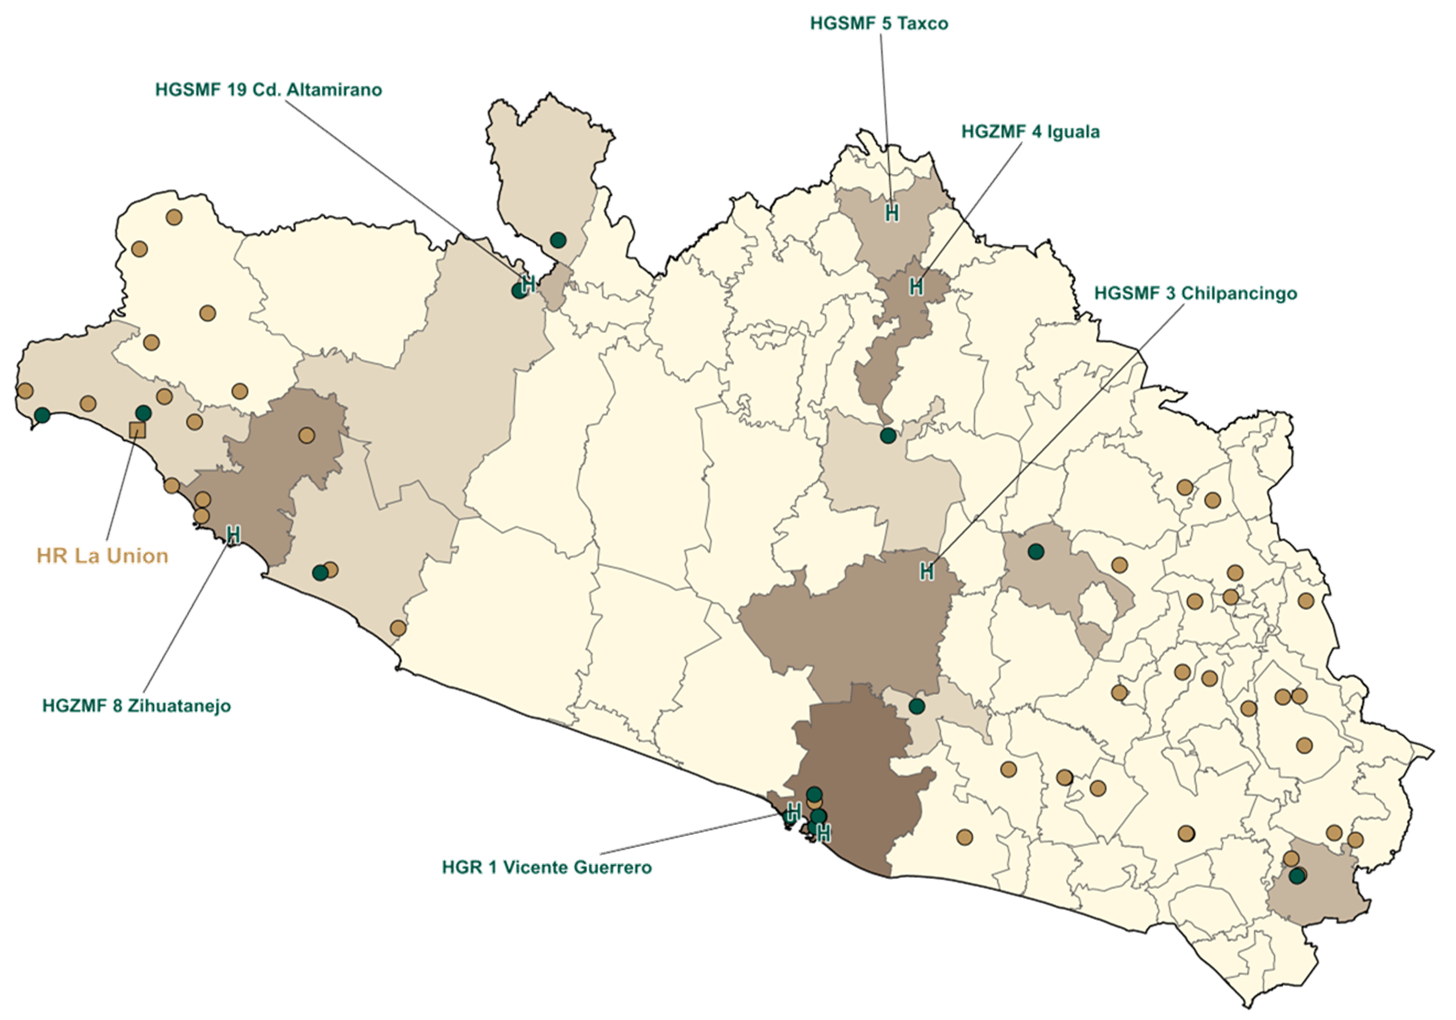 HGSMF 5 Taxco
HGSMF 19 Cd. Altamirano
HGZMF 4 Iguala
H
H
H
HGSMF 3 Chilpancingo
H
HR La Union
H
HGZMF 8 Zihuatanejo
H
H
HGR 1 Vicente Guerrero